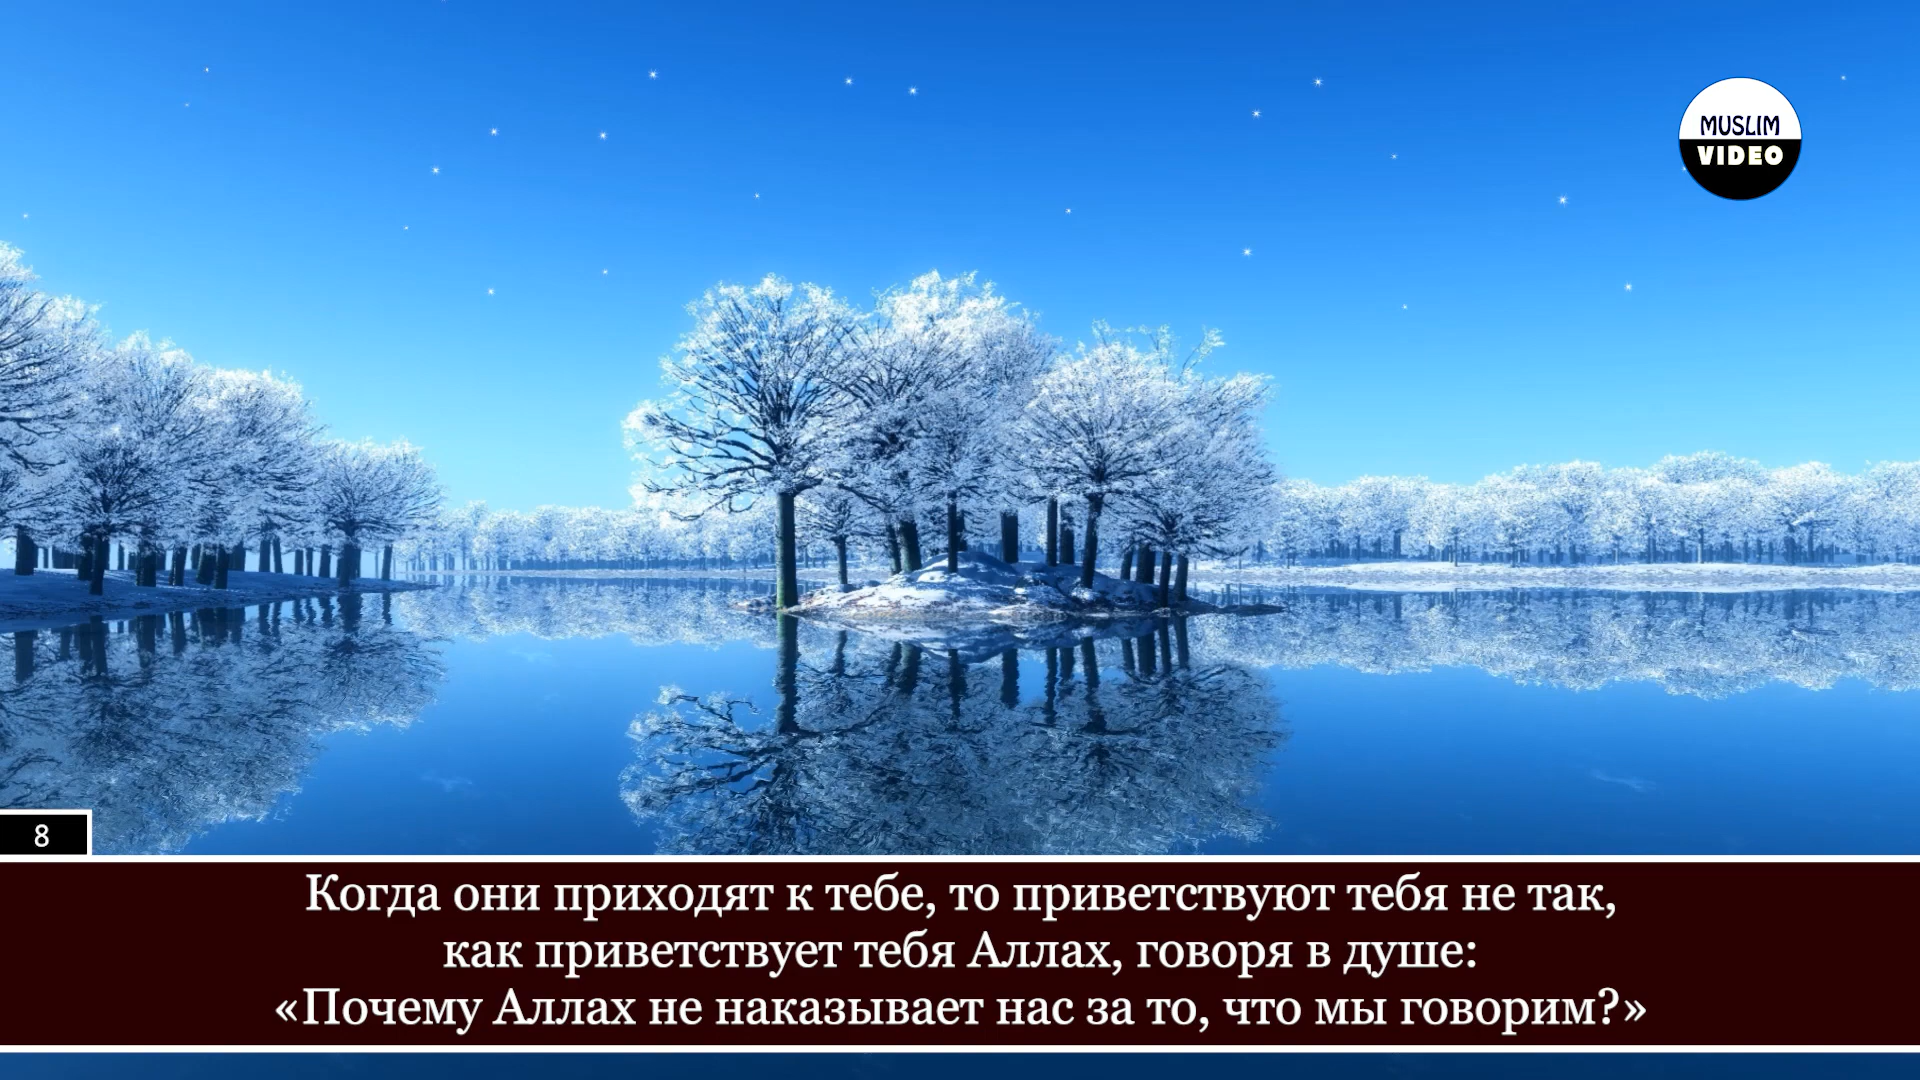 MUSLIM
VIDEO
8
Когда они приходят к тебе, то приветствуют тебя не так,
как приветствует тебя Аллах, говоря в душе:
«Почему Аллах не наказывает нас за то, что мы говорим?»